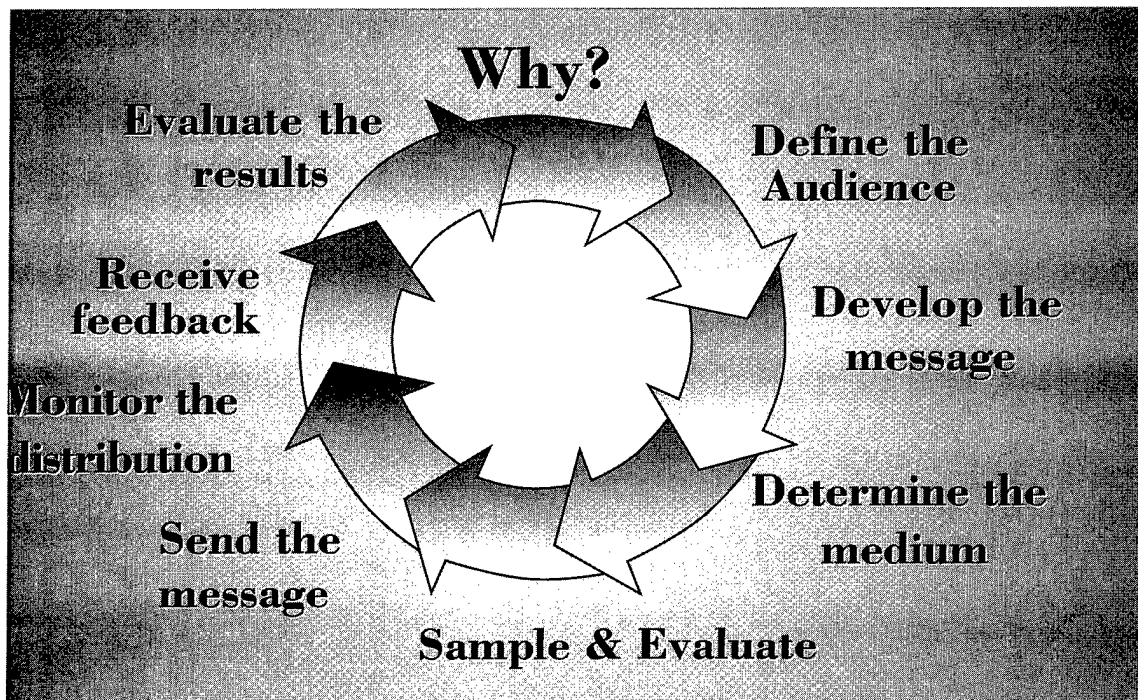 Why?
Define the
Audience
Develop the
message
Determine the
medium
Sample & Evaluate
Send the
message
Monitor the
distribution
Receive
feedback
Evaluate the
results